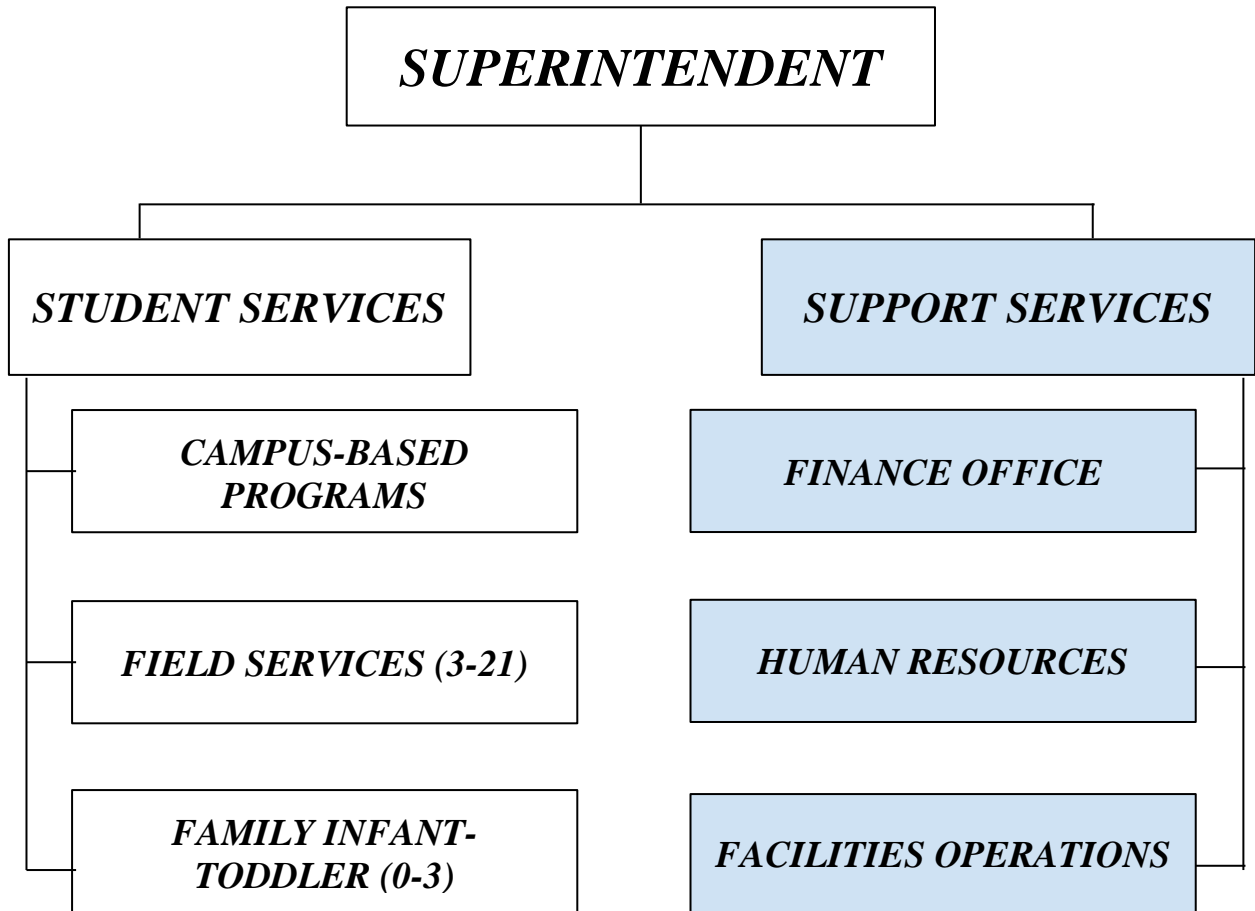 SUPERINTENDENT
STUDENT SERVICES
SUPPORT SERVICES
CAMPUS-BASED
PROGRAMS
FINANCE OFFICE
FIELD SERVICES (3-21)
HUMAN RESOURCES
FAMILY INFANT-
TODDLER (0-3)
FACILITIES OPERATIONS